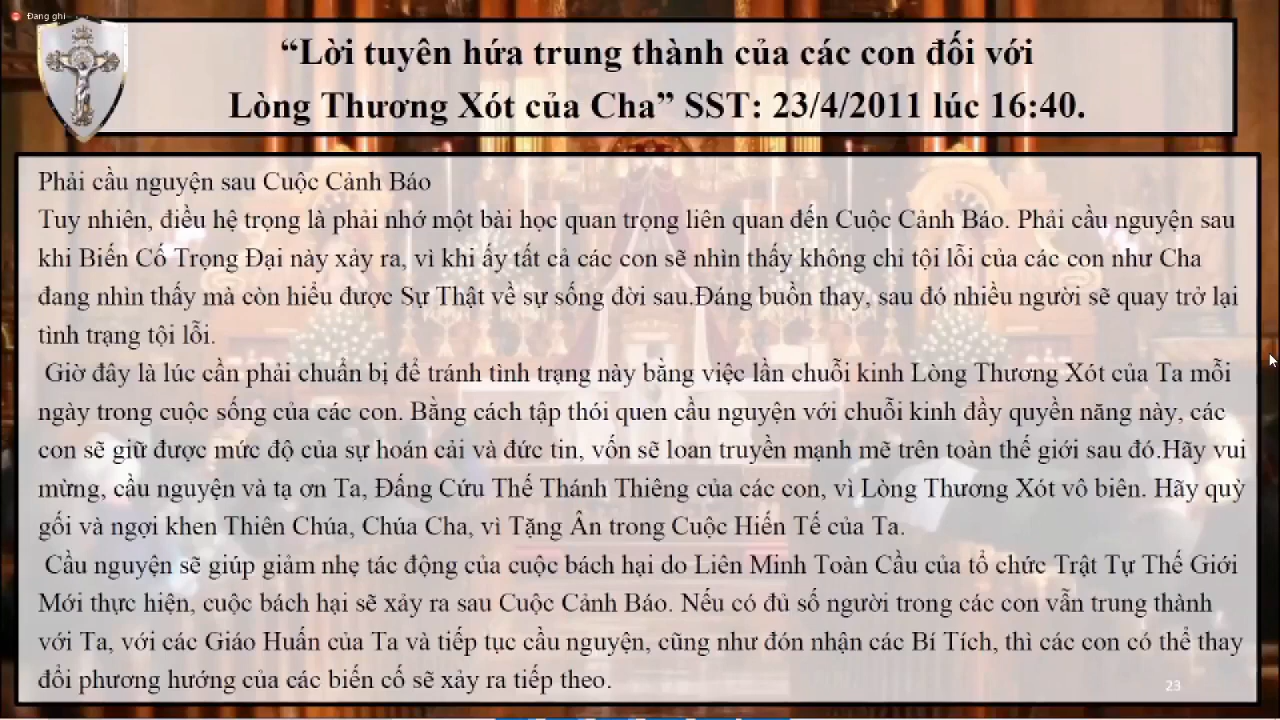 Đang ghi
“Lời tuyên hứa trung thành của các con đối với
Lòng Thương Xót của Cha” SST: 23/4/2011 lúc 16:40.
Phải cầu nguyện sau Cuộc Cảnh Báo
Tuy nhiên, điều hệ trọng là phải nhớ một bài học quan trọng liên quan đến Cuộc Cảnh Báo. Phải cầu nguyện sau
khi Biến Cố Trọng Đại này xảy ra, vì khi ấy tất cả các con sẽ nhìn thấy không chỉ tội lỗi của các con như Cha
đang nhìn thấy mà còn hiểu được Sự Thật về sự sống đời sau.Đáng buồn thay, sau đó nhiều người sẽ quay trở lại
tình trạng tội lỗi.
Giờ đây là lúc cần phải chuẩn bị để tránh tình trạng này bằng việc lần chuỗi kinh Lòng Thương Xót của Ta mỗi
ngày trong cuộc sống của các con. Bằng cách tập thói quen cầu nguyện với chuỗi kinh đầy quyền năng này, các
con sẽ giữ được mức độ của sự hoán cải và đức tin, vốn sẽ loan truyền mạnh mẽ trên toàn thế giới sau đó.Hãy vui
mừng, cầu nguyện và tạ ơn Ta, Đấng Cứu Thế Thánh Thiêng của các con, vì Lòng Thương Xót vô biên. Hãy quỳ
gối và ngợi khen Thiên Chúa, Chúa Cha, vì Tặng Ân trong Cuộc Hiến Tế của Ta.
Cầu nguyện sẽ giúp giảm nhẹ tác động của cuộc bách hại do Liên Minh Toàn Cầu của tổ chức Trật Tự Thế Giới
Mới thực hiện, cuộc bách hại sẽ xảy ra sau Cuộc Cảnh Báo. Nếu có đủ số người trong các con vẫn trung thành
với Ta, với các Giáo Huấn của Ta và tiếp tục cầu nguyện, cũng như đón nhận các Bí Tích, thì các con có thể thay
đổi phương hướng của các biến cố sẽ xảy ra tiếp theo.
23